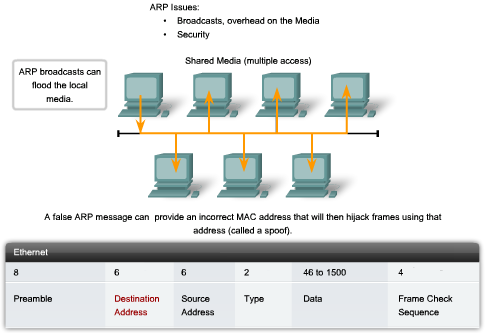 ARP Issues:
• Broadcasts, overhead on the Media
• Security
Shared Media (multiple access)
ARP broadcasts can
flood the local
media.
A false ARP message can provide an incorrect MAC address that will then hijack frames using that
address (called a spoof).
Ethernet
8 6 6 2 46 to 1500 4
Preamble Destination Source Type Data Frame Check
Address Address Sequence